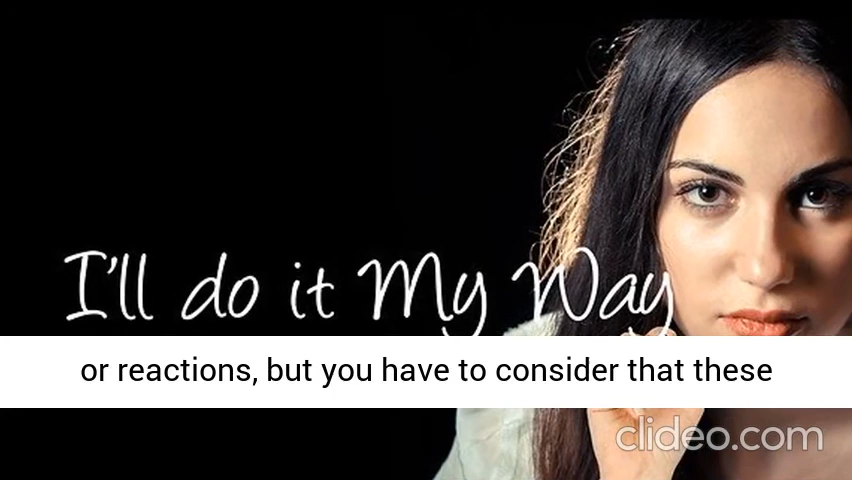 I'll do it My Way
or reactions, but you have to consider that these
clideo.com